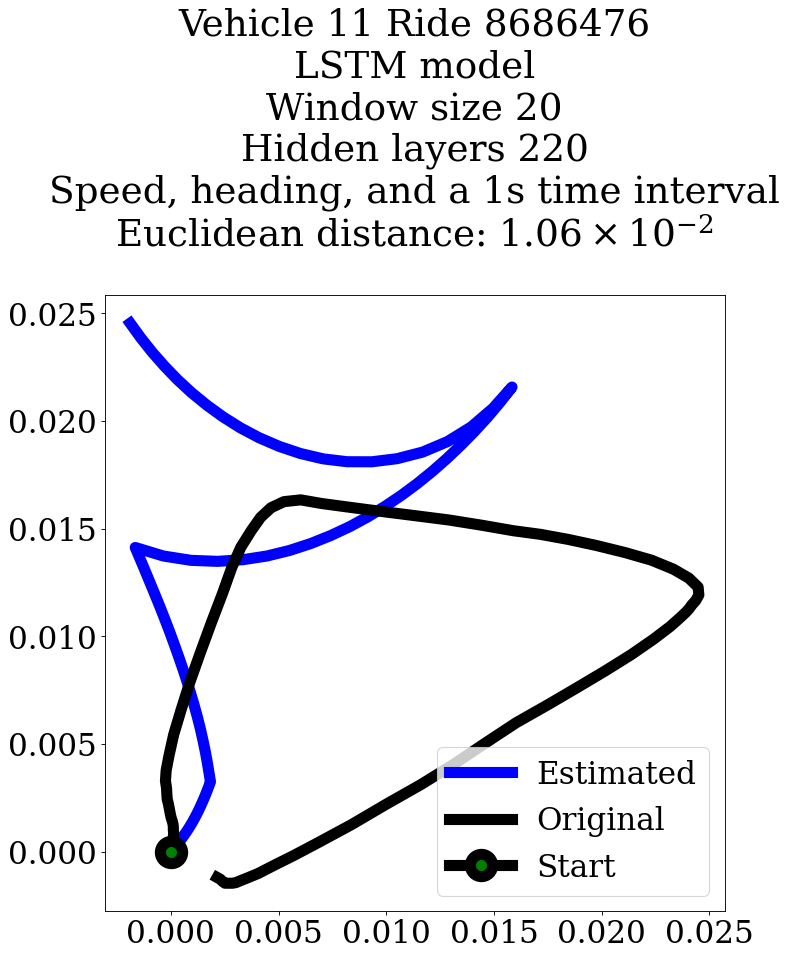 Vehicle 11 Ride 8686476
LSTM model
Window size 20
Hidden layers 220
Speed, heading, and a 1s time interval
Euclidean distance: 1.06 × 10⁻²
0.025
0.020
0.015
0.010
0.005
0.000
Estimated
Original
Start
0.000 0.005 0.010 0.015 0.020 0.025